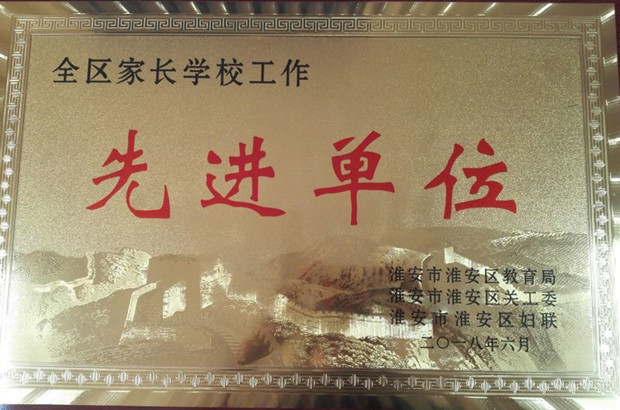 全区家长学校工作
先进单位
淮安市淮安区教育局
淮安市淮安区关工委
淮安市淮安区妇联
二〇一八年六月